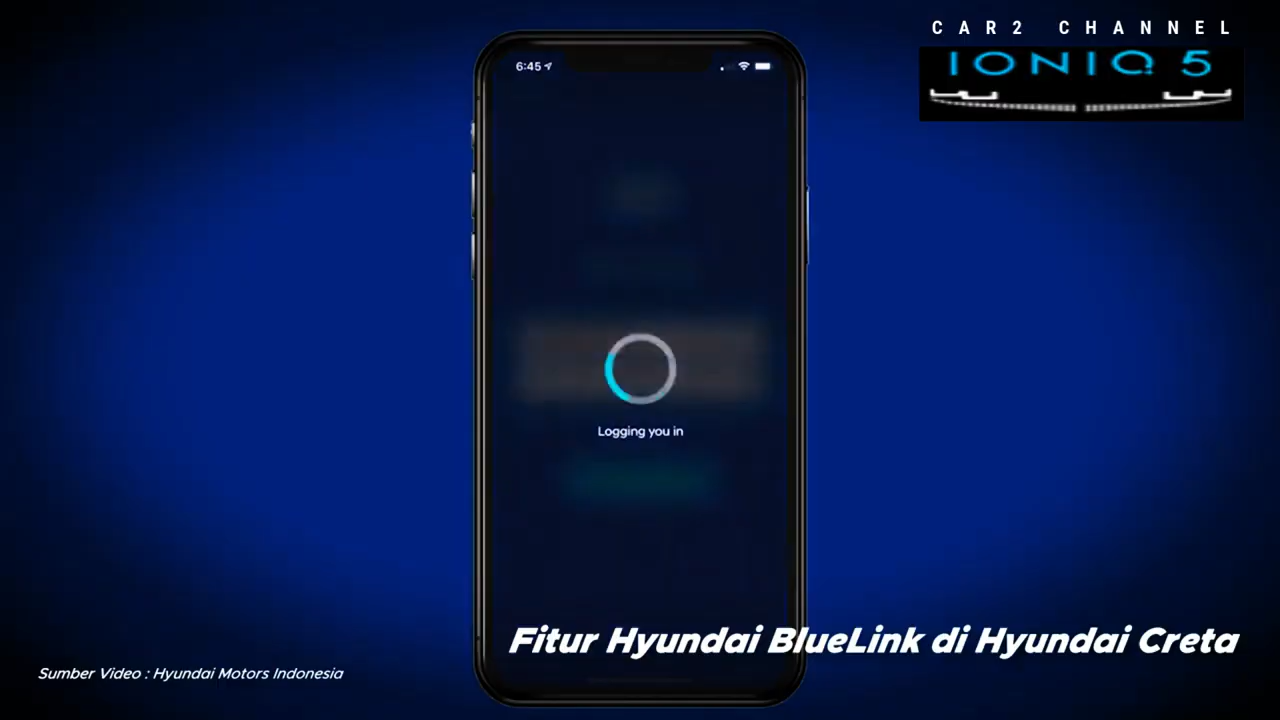 CAR2 CHANNEL
IONIQ 5
6:45
Logging you in
Fitur Hyundai BlueLink di Hyundai Creta
Sumber Video : Hyundai Motors Indonesia